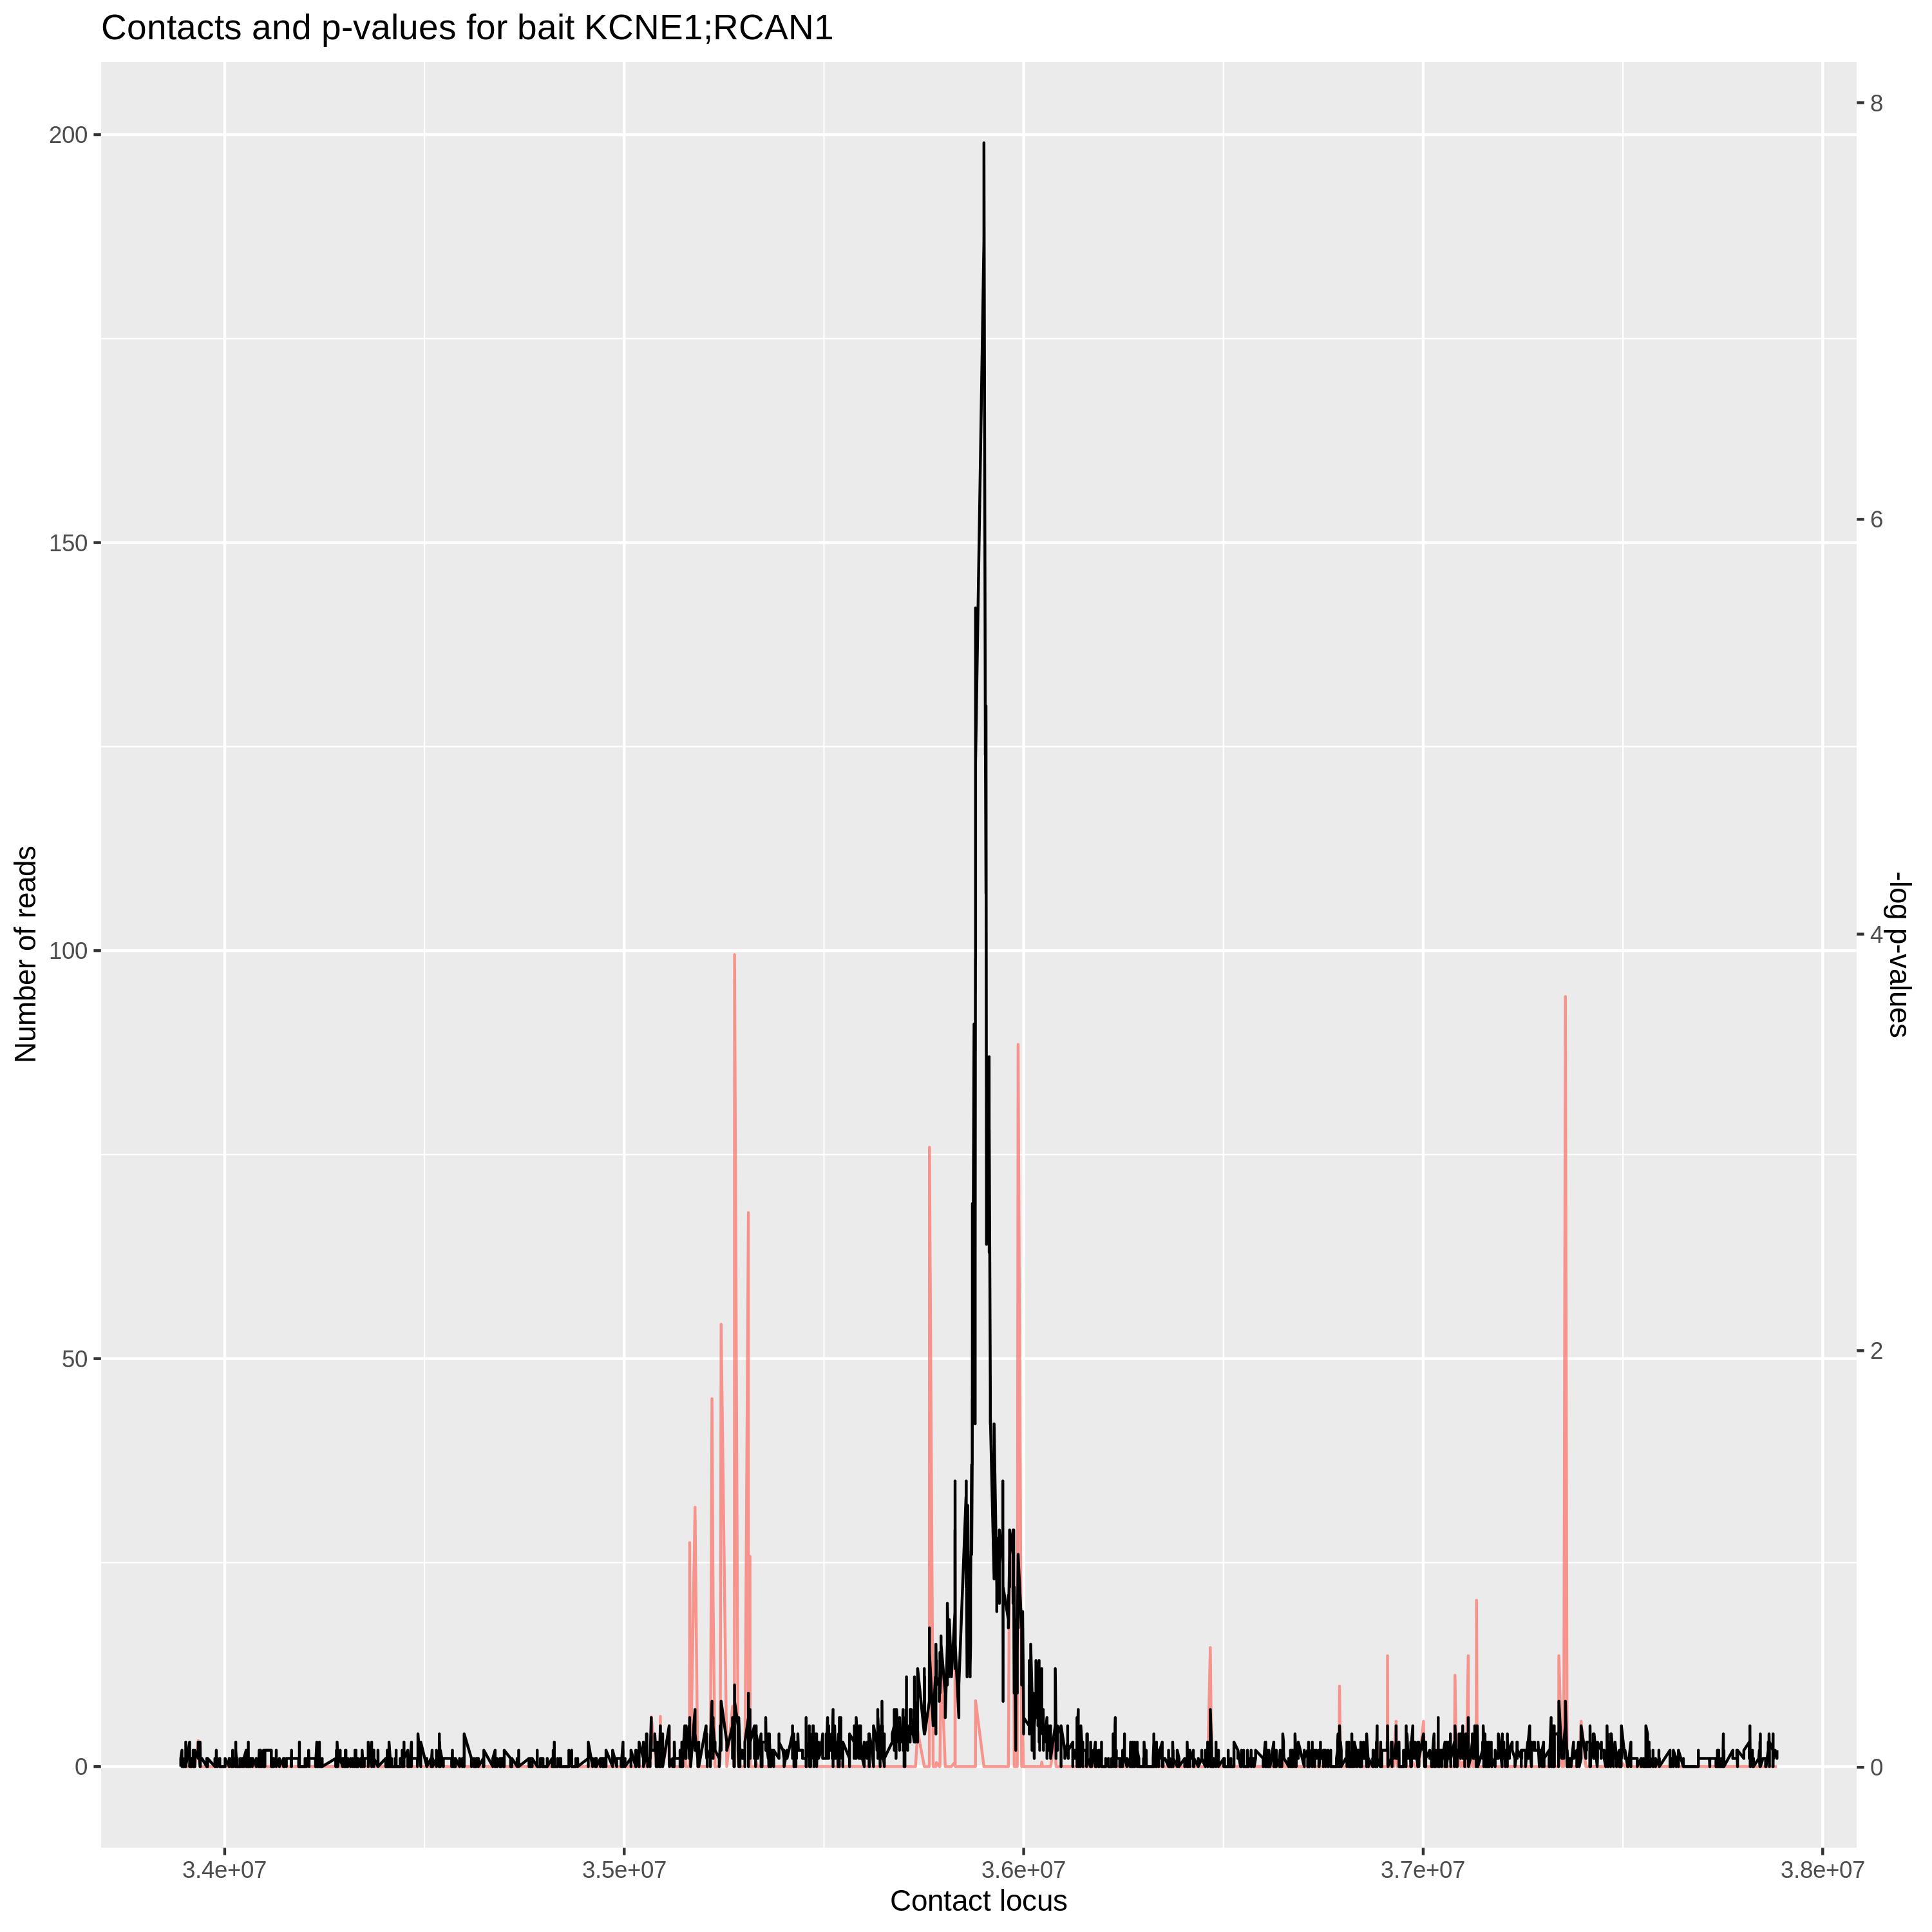 Contacts and p-values for bait KCNE1;RCAN1
200
150
100
50
0
Number of reads
8
6
4
2
0
-log p-values
3.4e+07 3.5e+07 3.6e+07 3.7e+07 3.8e+07
Contact locus